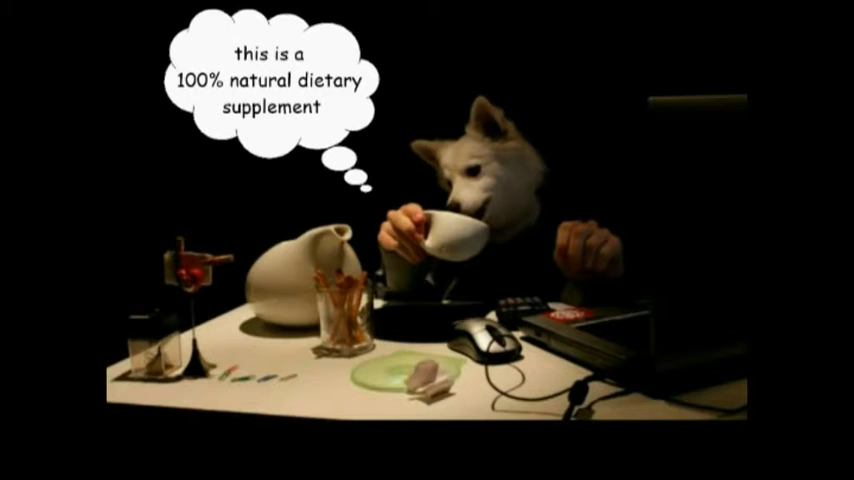 this is a
100% natural dietary
supplement